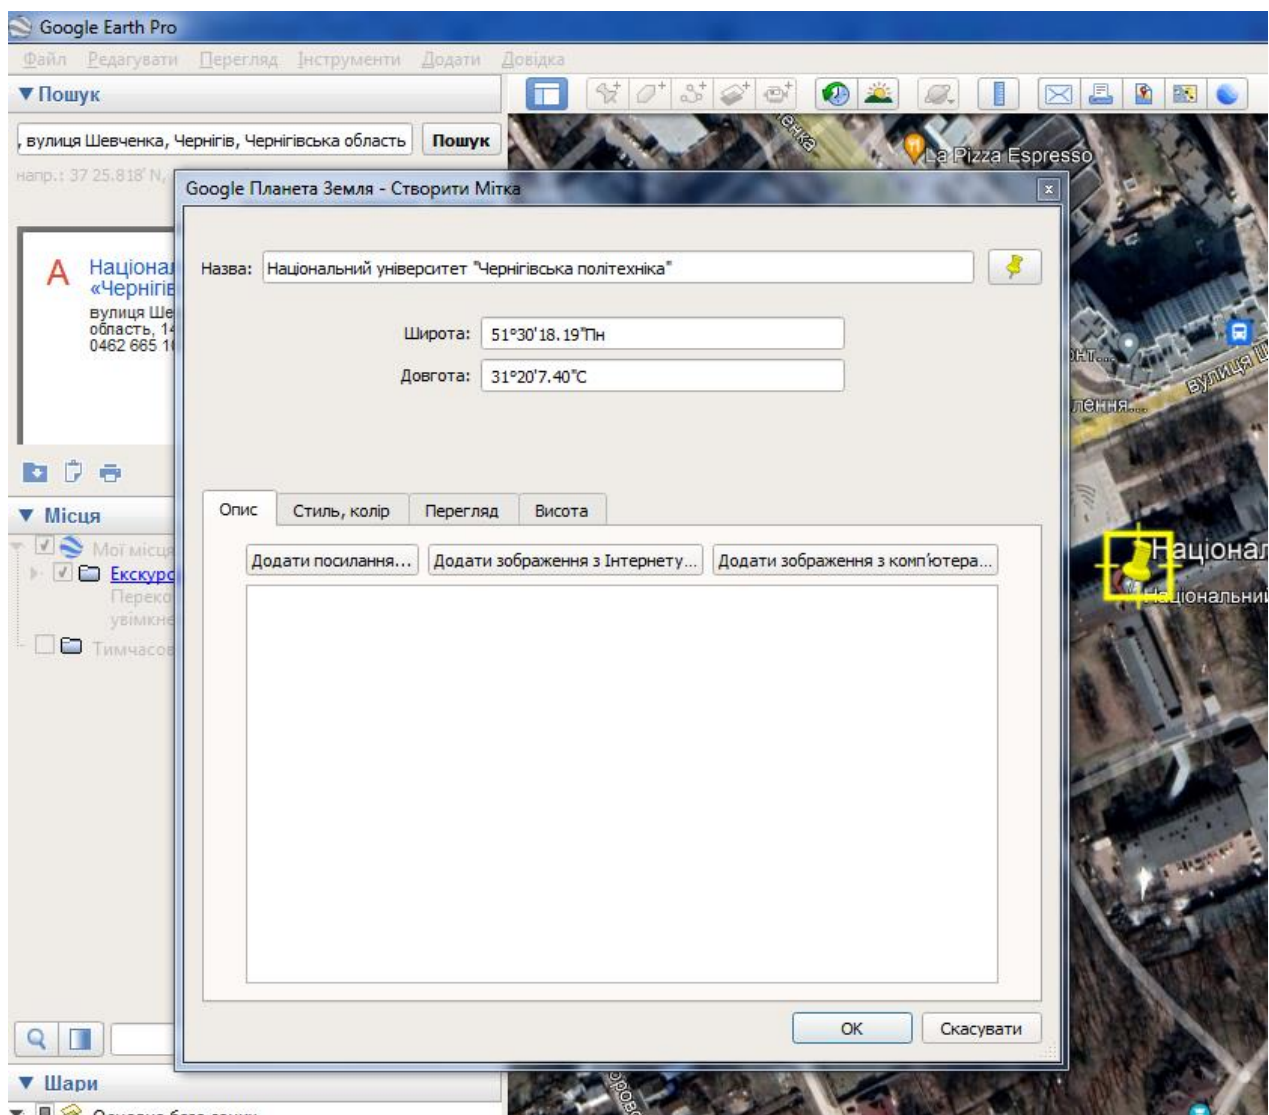 Google Earth Pro
Файл Редагувати Перегляд Інструменти Додати Довідка
Пошук
, вулиця Шевченка, Чернігів, Чернігівська область Пошук
напр.: 37 25.818' N,
La Pizza Espresso
Google Планета Земля - Створити Мітка
A
Націонал
«Чернігів
вулиця Ше
область, 14
0462 665 1
Назва: Національний університет "Чернігівська політехніка"
Широта: 51°30'18.19"Пн
Довгота: 31°20'7.40"С
вулиця Ш
Опис Стиль, колір Перегляд Висота
Місця
Мої місця
Екскурс
Додати посилання... Додати зображення з Інтернету... Додати зображення з комп'ютера...
Переко
увімкне
Тимчасов
Націонал
Національний
OK Скасувати
Шари